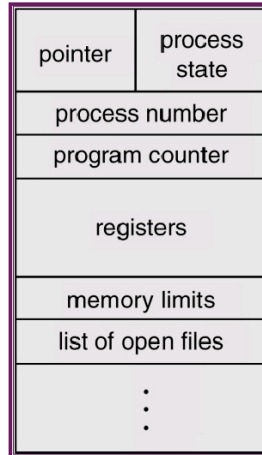 pointer
process
state
process number
program counter
registers
memory limits
list of open files
.
.
.